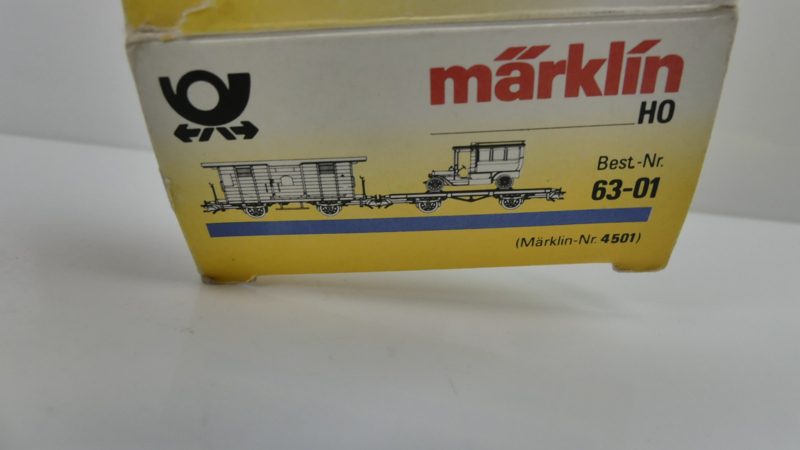 märklin
HO
Best.-Nr.
63-01
(Märklin-Nr. 4501)